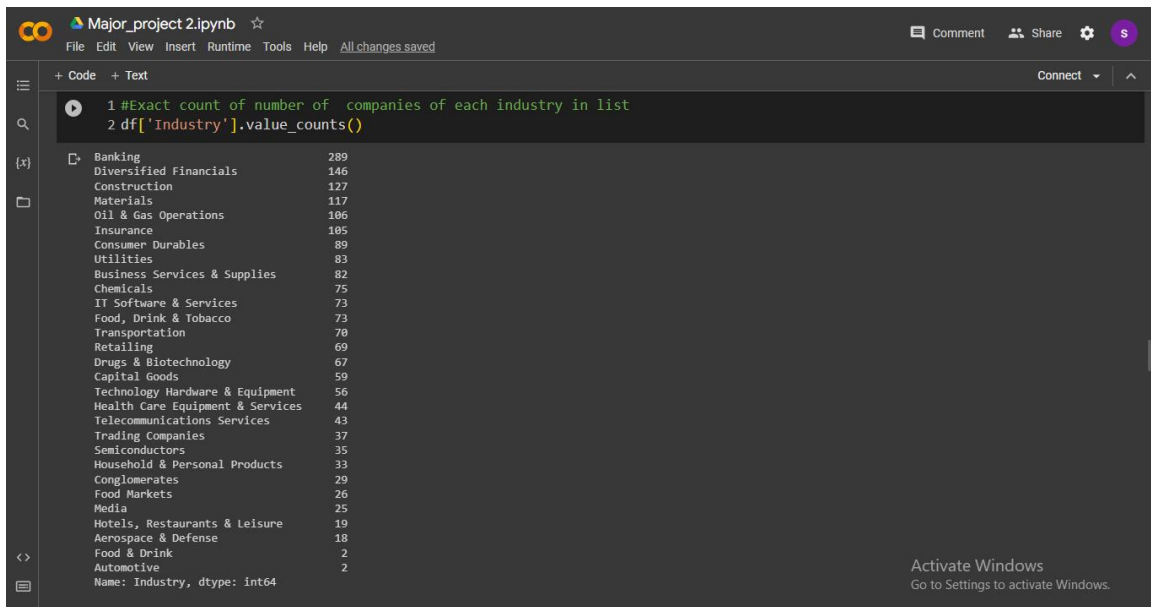 CO Major_project 2.ipynb ☆
File Edit View Insert Runtime Tools Help All changes saved
Comment Share S
+ Code + Text
Connect
1 #Exact count of number of  companies of each industry in list
2 df['Industry'].value_counts()
{x}
Banking 289
Diversified Financials 146
Construction 127
Materials 117
Oil & Gas Operations 106
Insurance 105
Consumer Durables 89
Utilities 83
Business Services & Supplies 82
Chemicals 75
IT Software & Services 73
Food, Drink & Tobacco 73
Transportation 70
Retailing 69
Drugs & Biotechnology 67
Capital Goods 59
Technology Hardware & Equipment 56
Health Care Equipment & Services 44
Telecommunications Services 43
Trading Companies 37
Semiconductors 35
Household & Personal Products 33
Conglomerates 29
Food Markets 26
Media 25
Hotels, Restaurants & Leisure 19
Aerospace & Defense 18
Food & Drink 2
Automotive 2
Name: Industry, dtype: int64
<>
Activate Windows
Go to Settings to activate Windows.